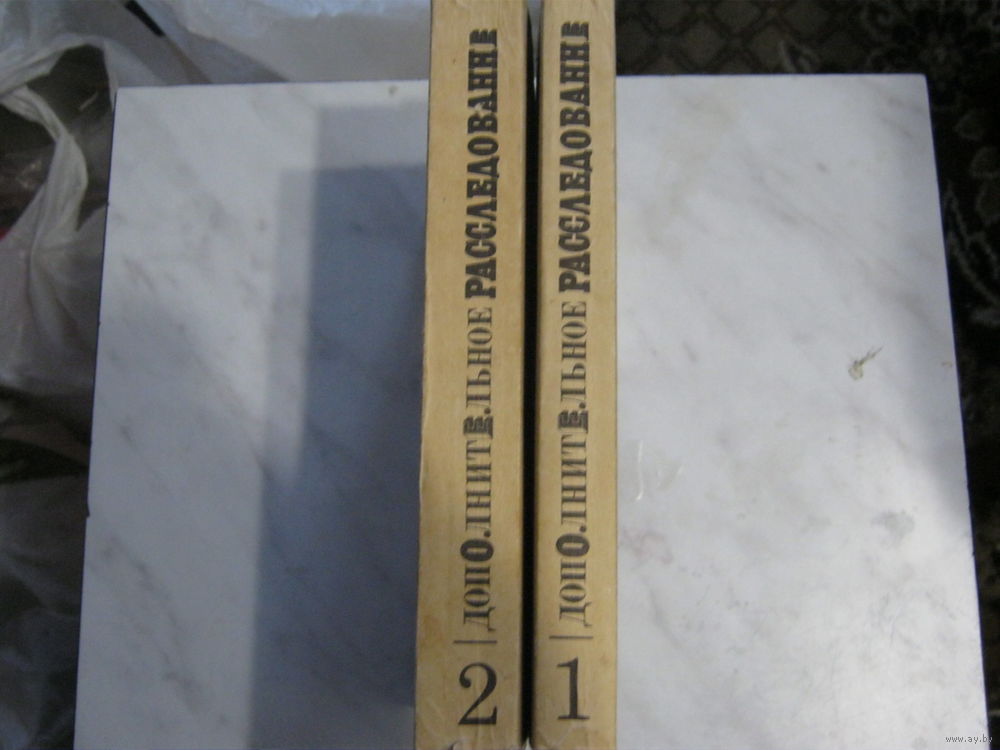 2 | ДОПОЛНИТЕЛЬНОЕ РАССЛЕДОВАНИЕ
1 | ДОПОЛНИТЕЛЬНОЕ РАССЛЕДОВАНИЕ
www.ay.by